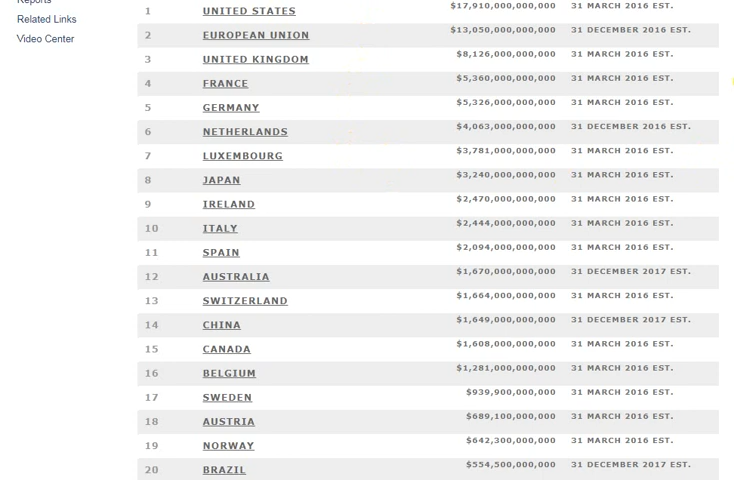 Reports
Related Links
Video Center
1 UNITED STATES $17,910,000,000,000 31 MARCH 2016 EST.
2 EUROPEAN UNION $13,050,000,000,000 31 DECEMBER 2016 EST.
3 UNITED KINGDOM $8,126,000,000,000 31 MARCH 2016 EST.
4 FRANCE $5,360,000,000,000 31 MARCH 2016 EST.
5 GERMANY $5,326,000,000,000 31 MARCH 2016 EST.
6 NETHERLANDS $4,063,000,000,000 31 DECEMBER 2016 EST.
7 LUXEMBOURG $3,781,000,000,000 31 MARCH 2016 EST.
8 JAPAN $3,240,000,000,000 31 MARCH 2016 EST.
9 IRELAND $2,470,000,000,000 31 MARCH 2016 EST.
10 ITALY $2,444,000,000,000 31 MARCH 2016 EST.
11 SPAIN $2,094,000,000,000 31 MARCH 2016 EST.
12 AUSTRALIA $1,670,000,000,000 31 DECEMBER 2017 EST.
13 SWITZERLAND $1,664,000,000,000 31 MARCH 2016 EST.
14 CHINA $1,649,000,000,000 31 DECEMBER 2017 EST.
15 CANADA $1,608,000,000,000 31 MARCH 2016 EST.
16 BELGIUM $1,281,000,000,000 31 MARCH 2016 EST.
17 SWEDEN $939,900,000,000 31 MARCH 2016 EST.
18 AUSTRIA $689,100,000,000 31 MARCH 2016 EST.
19 NORWAY $642,300,000,000 31 MARCH 2016 EST.
20 BRAZIL $554,500,000,000 31 DECEMBER 2017 EST.